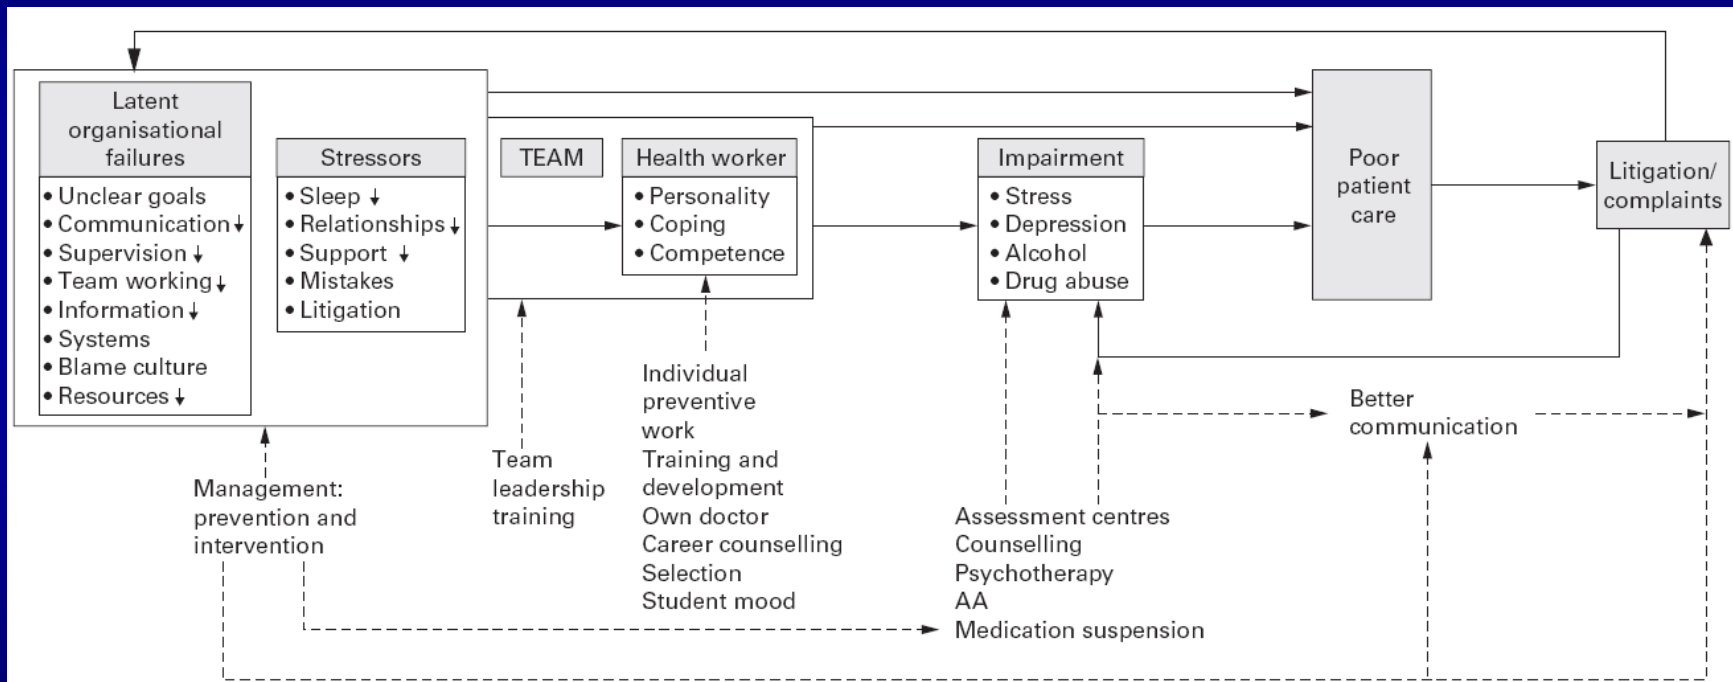 Latent
organisational
failures
• Unclear goals
• Communication ↓
• Supervision ↓
• Team working ↓
• Information ↓
• Systems
• Blame culture
• Resources ↓
Stressors
• Sleep ↓
• Relationships ↓
• Support ↓
• Mistakes
• Litigation
TEAM
Health worker
• Personality
• Coping
• Competence
Impairment
• Stress
• Depression
• Alcohol
• Drug abuse
Poor
patient
care
Litigation/
complaints
Management:
prevention and
intervention
Team
leadership
training
Individual
preventive
work
Training and
development
Own doctor
Career counselling
Selection
Student mood
Assessment centres
Counselling
Psychotherapy
AA
Medication suspension
Better
communication